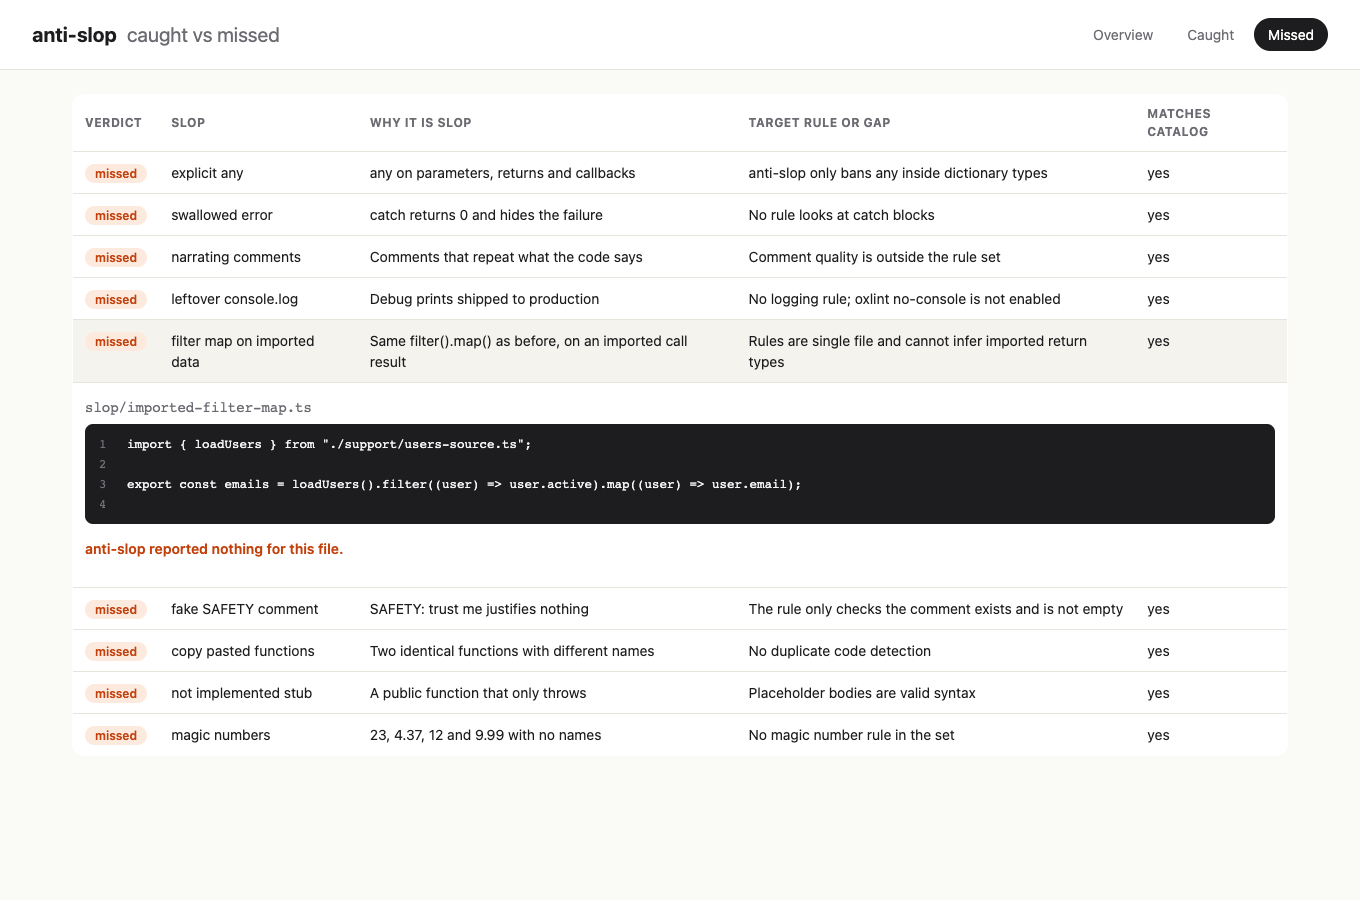 anti-slop caught vs missed
Overview Caught Missed
VERDICT SLOP WHY IT IS SLOP TARGET RULE OR GAP MATCHES CATALOG
missed explicit any any on parameters, returns and callbacks anti-slop only bans any inside dictionary types yes
missed swallowed error catch returns 0 and hides the failure No rule looks at catch blocks yes
missed narrating comments Comments that repeat what the code says Comment quality is outside the rule set yes
missed leftover console.log Debug prints shipped to production No logging rule; oxlint no-console is not enabled yes
missed filter map on imported data Same filter().map() as before, on an imported call result Rules are single file and cannot infer imported return types yes
slop/imported-filter-map.ts
1 import { loadUsers } from "./support/users-source.ts";
2
3 export const emails = loadUsers().filter((user) => user.active).map((user) => user.email);
4
anti-slop reported nothing for this file.
missed fake SAFETY comment SAFETY: trust me justifies nothing The rule only checks the comment exists and is not empty yes
missed copy pasted functions Two identical functions with different names No duplicate code detection yes
missed not implemented stub A public function that only throws Placeholder bodies are valid syntax yes
missed magic numbers 23, 4.37, 12 and 9.99 with no names No magic number rule in the set yes